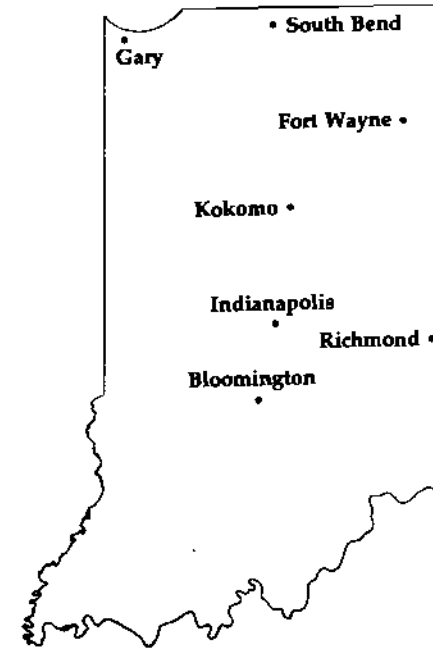 South Bend
Gary
Fort Wayne
Kokomo
Indianapolis
Richmond
Bloomington